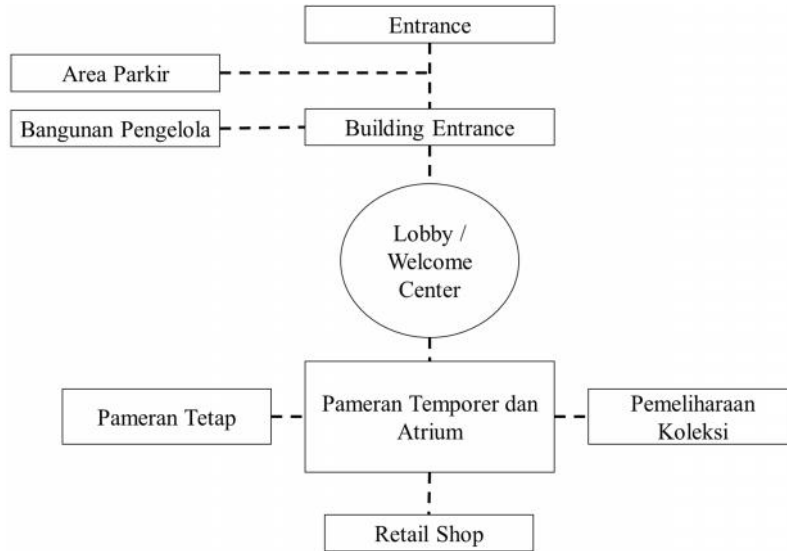 Entrance
Area Parkir
Bangunan Pengelola
Building Entrance
Lobby /
Welcome
Center
Pameran Tetap
Pameran Temporer dan
Atrium
Pemeliharaan
Koleksi
Retail Shop